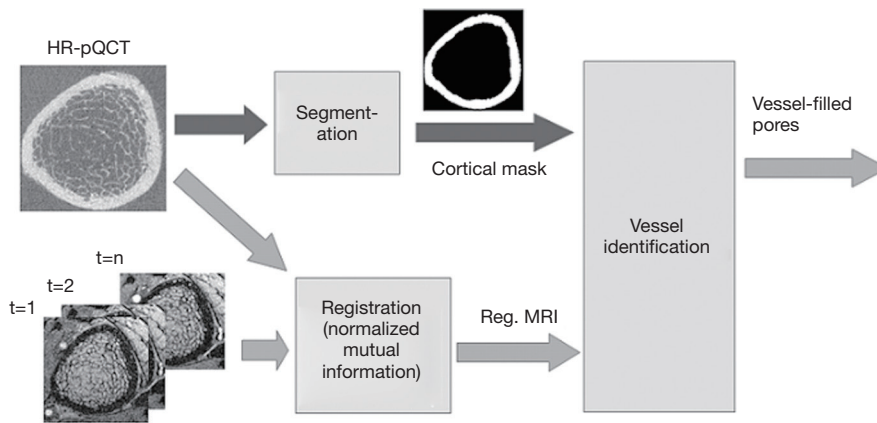 HR-pQCT
Segment-
ation
Cortical mask
Vessel-filled
pores
Vessel
identification
t=n
t=2
t=1
Registration
(normalized
mutual
information)
Reg. MRI